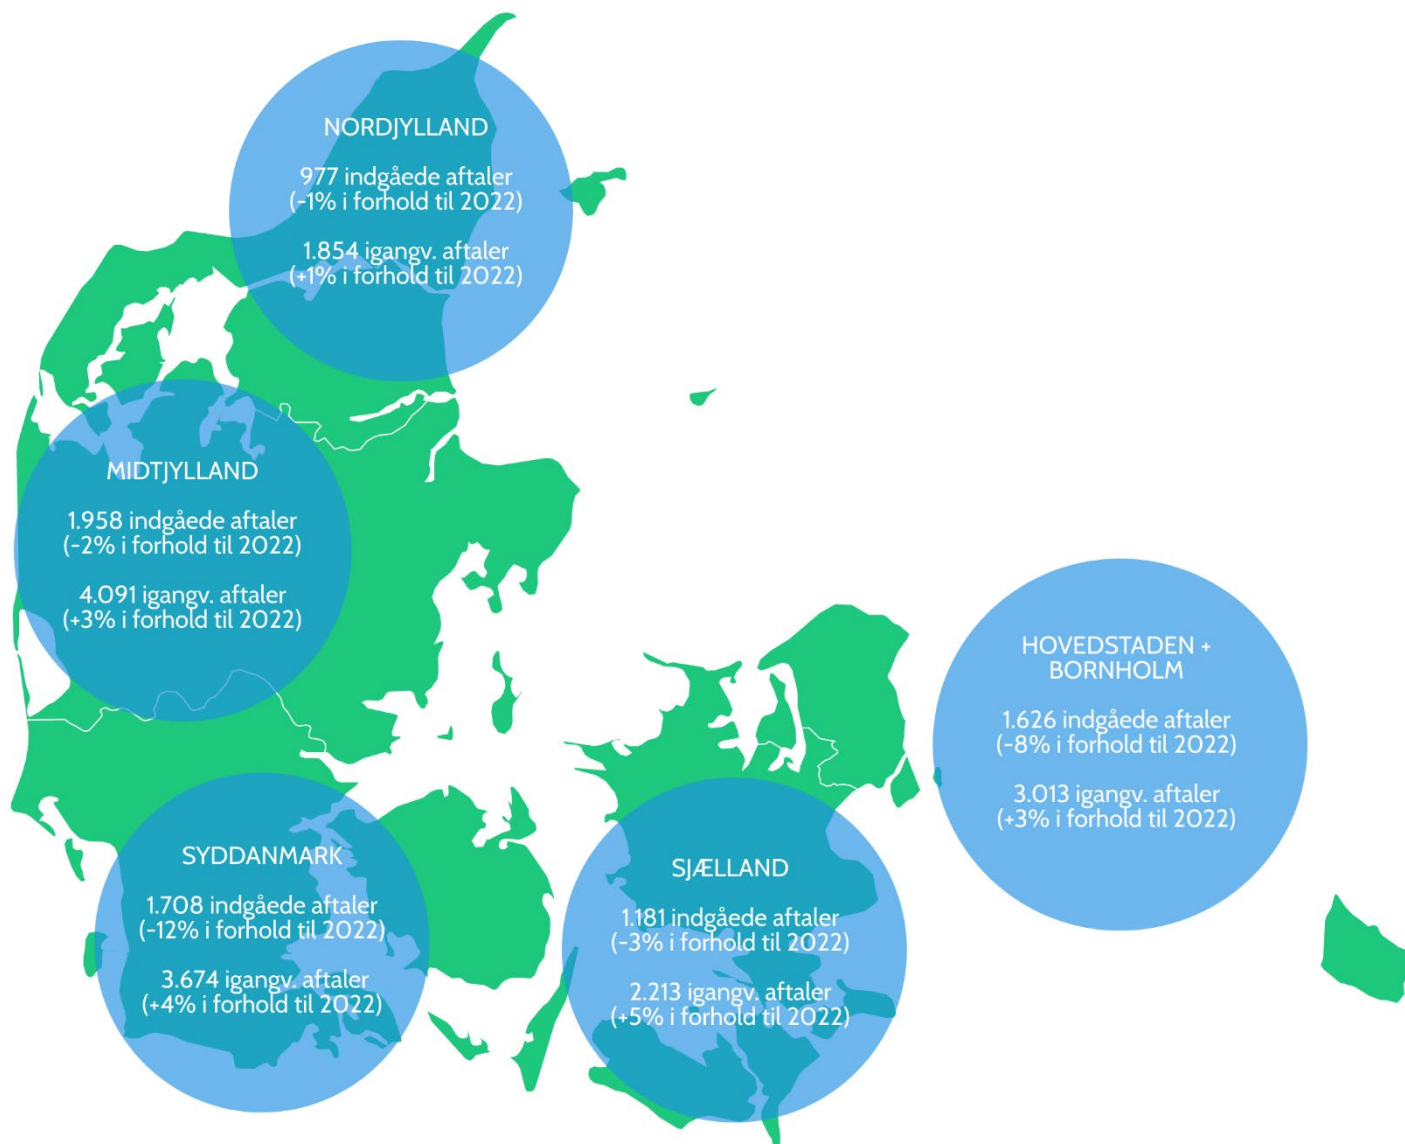 NORDJYLLAND
977 indgåede aftaler
(-1% i forhold til 2022)
1.854 igangv. aftaler
(+1% i forhold til 2022)
MIDTJYLLAND
1.958 indgåede aftaler
(-2% i forhold til 2022)
4.091 igangv. aftaler
(+3% i forhold til 2022)
HOVEDSTADEN +
BORNHOLM
1.626 indgåede aftaler
(-8% i forhold til 2022)
3.013 igangv. aftaler
(+3% i forhold til 2022)
SYDDANMARK
1.708 indgåede aftaler
(-12% i forhold til 2022)
3.674 igangv. aftaler
(+4% i forhold til 2022)
SJÆLLAND
1.181 indgåede aftaler
(-3% i forhold til 2022)
2.213 igangv. aftaler
(+5% i forhold til 2022)